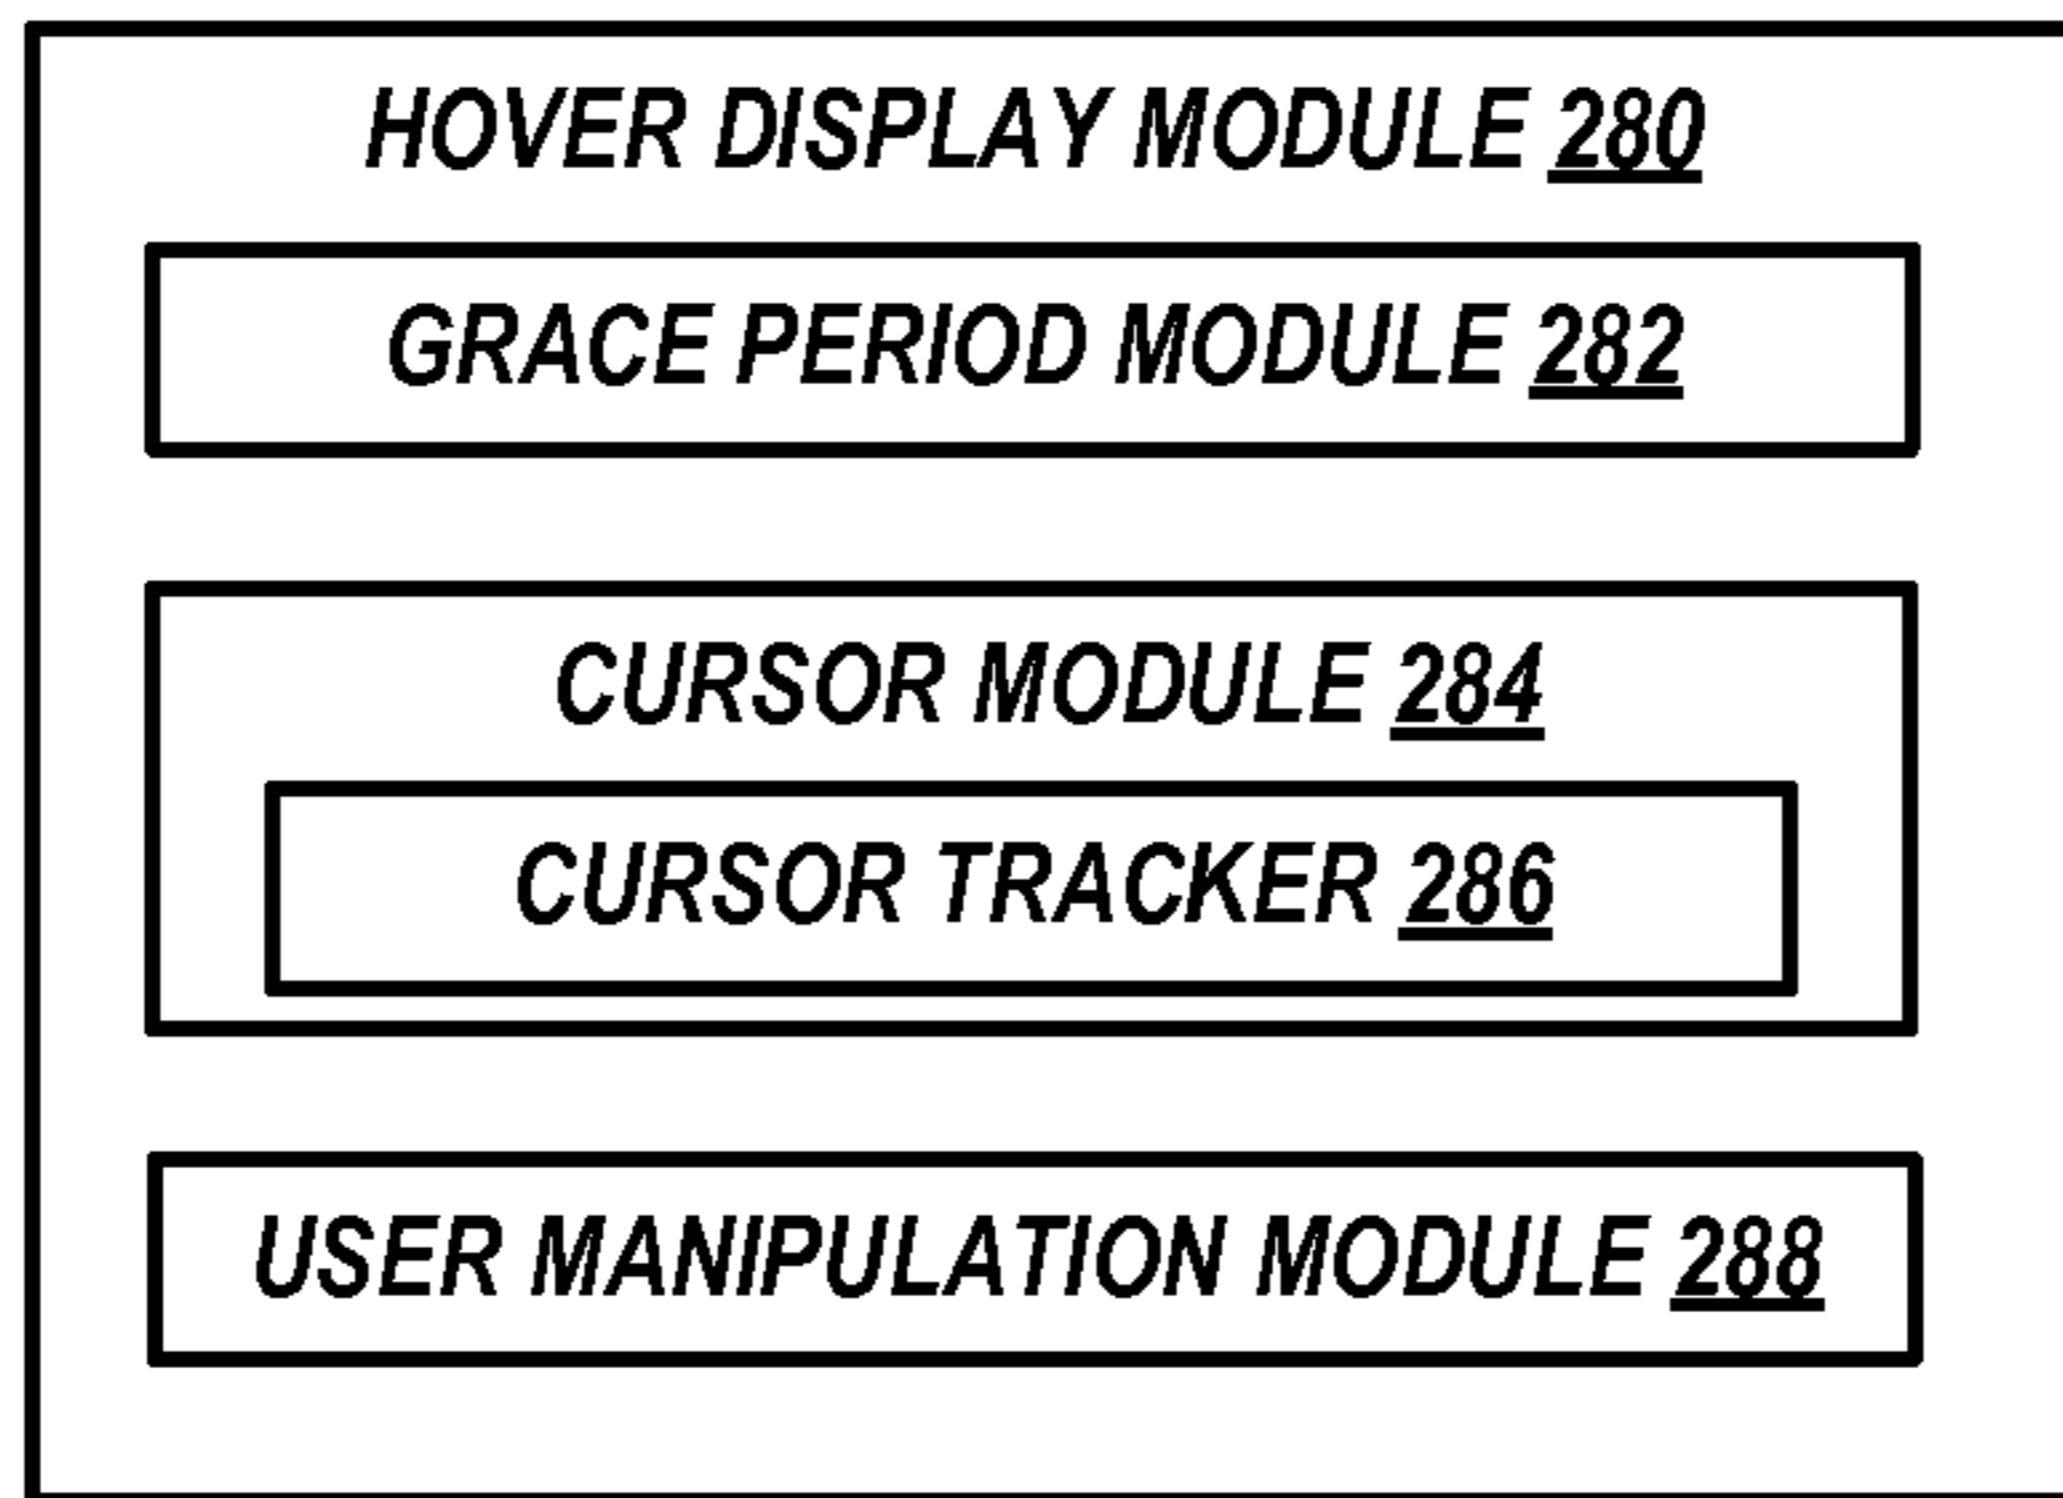 HOVER DISPLAY MODULE 280
GRACE PERIOD MODULE 282
CURSOR MODULE 284
CURSOR TRACKER 286
USER MANIPULATION MODULE 288